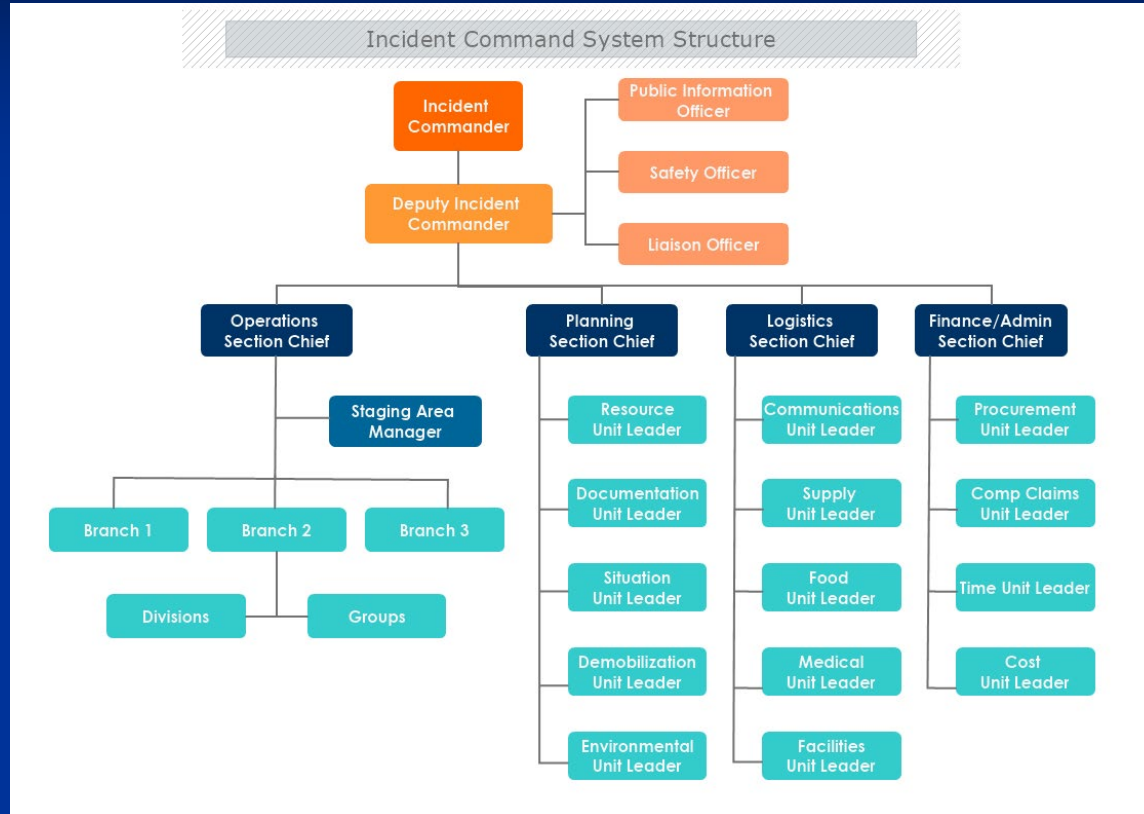 Incident Command System Structure
Incident
Commander
Public Information
Officer
Safety Officer
Deputy Incident
Commander
Liaison Officer
Operations
Section Chief
Planning
Section Chief
Logistics
Section Chief
Finance/Admin
Section Chief
Staging Area
Manager
Branch 1
Branch 2
Branch 3
Divisions
Groups
Resource
Unit Leader
Documentation
Unit Leader
Situation
Unit Leader
Demobilization
Unit Leader
Environmental
Unit Leader
Communications
Unit Leader
Supply
Unit Leader
Food
Unit Leader
Medical
Unit Leader
Facilities
Unit Leader
Procurement
Unit Leader
Comp Claims
Unit Leader
Time Unit Leader
Cost
Unit Leader